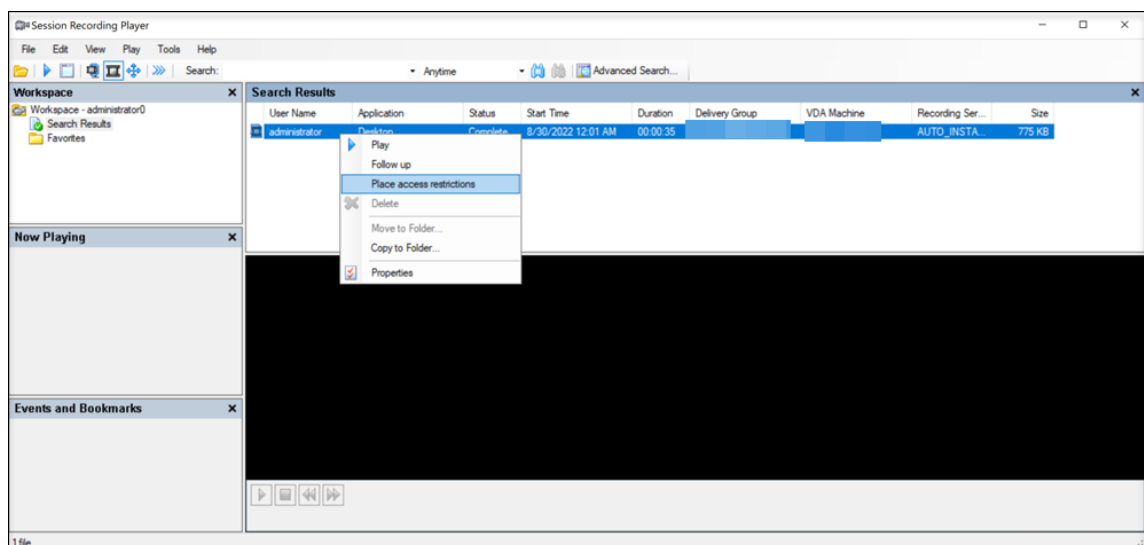 Session Recording Player
File Edit View Play Tools Help
Search: Anytime Advanced Search...
Workspace
Workspace - administrator0
Search Results
Favorites
Search Results
User Name Application Status Start Time Duration Delivery Group VDA Machine Recording Ser... Size
administrator Desktop Complete 8/30/2022 12:01 AM 00:00:35 AUTO_INSTA... 775 KB
Play
Follow up
Place access restrictions
Delete
Move to Folder...
Copy to Folder...
Properties
Now Playing
Events and Bookmarks
1 file